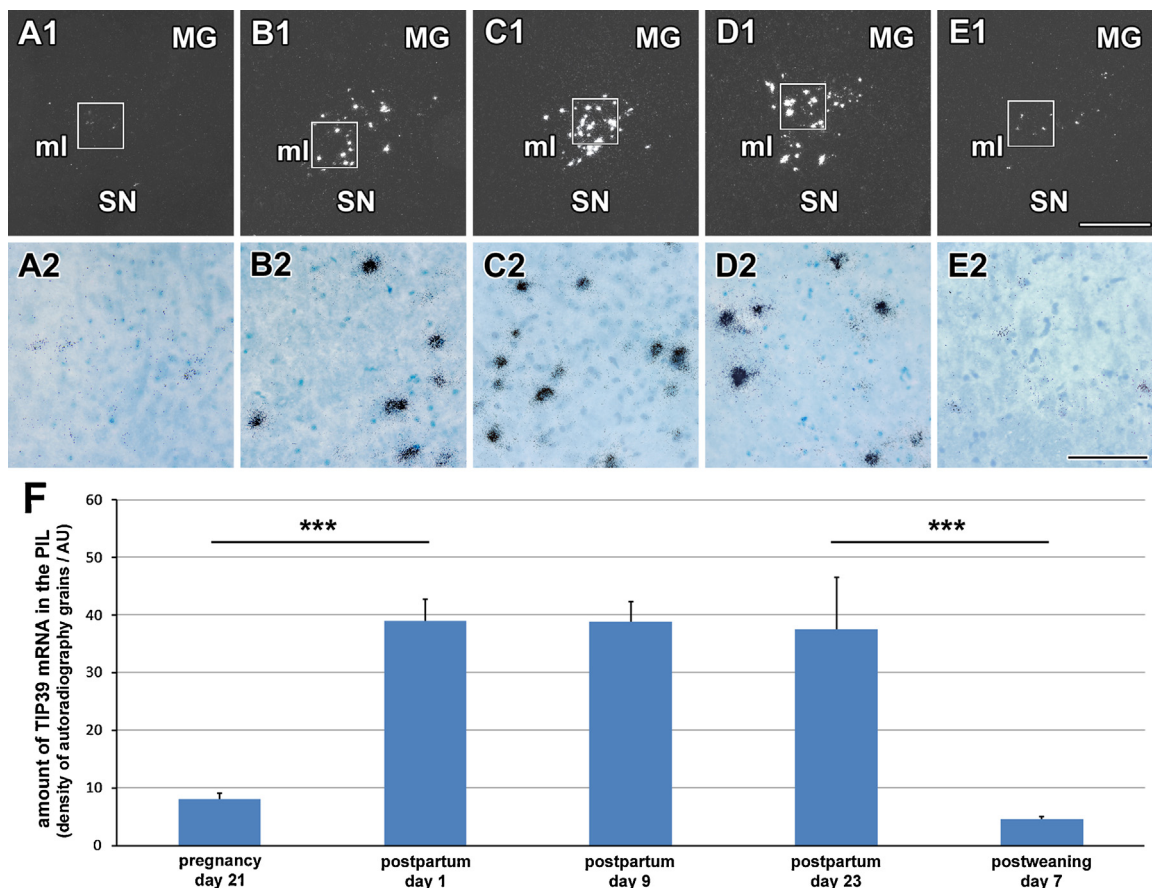 A1 MG
ml
SN
B1 MG
ml
SN
C1 MG
ml
SN
D1 MG
ml
SN
E1 MG
ml
SN
A2
B2
C2
D2
E2
F
amount of TIP39 mRNA in the PIL
(density of autoradiography grains / AU)
60
50
40
30
20
10
0
***
***
pregnancy
day 21
postpartum
day 1
postpartum
day 9
postpartum
day 23
postweaning
day 7